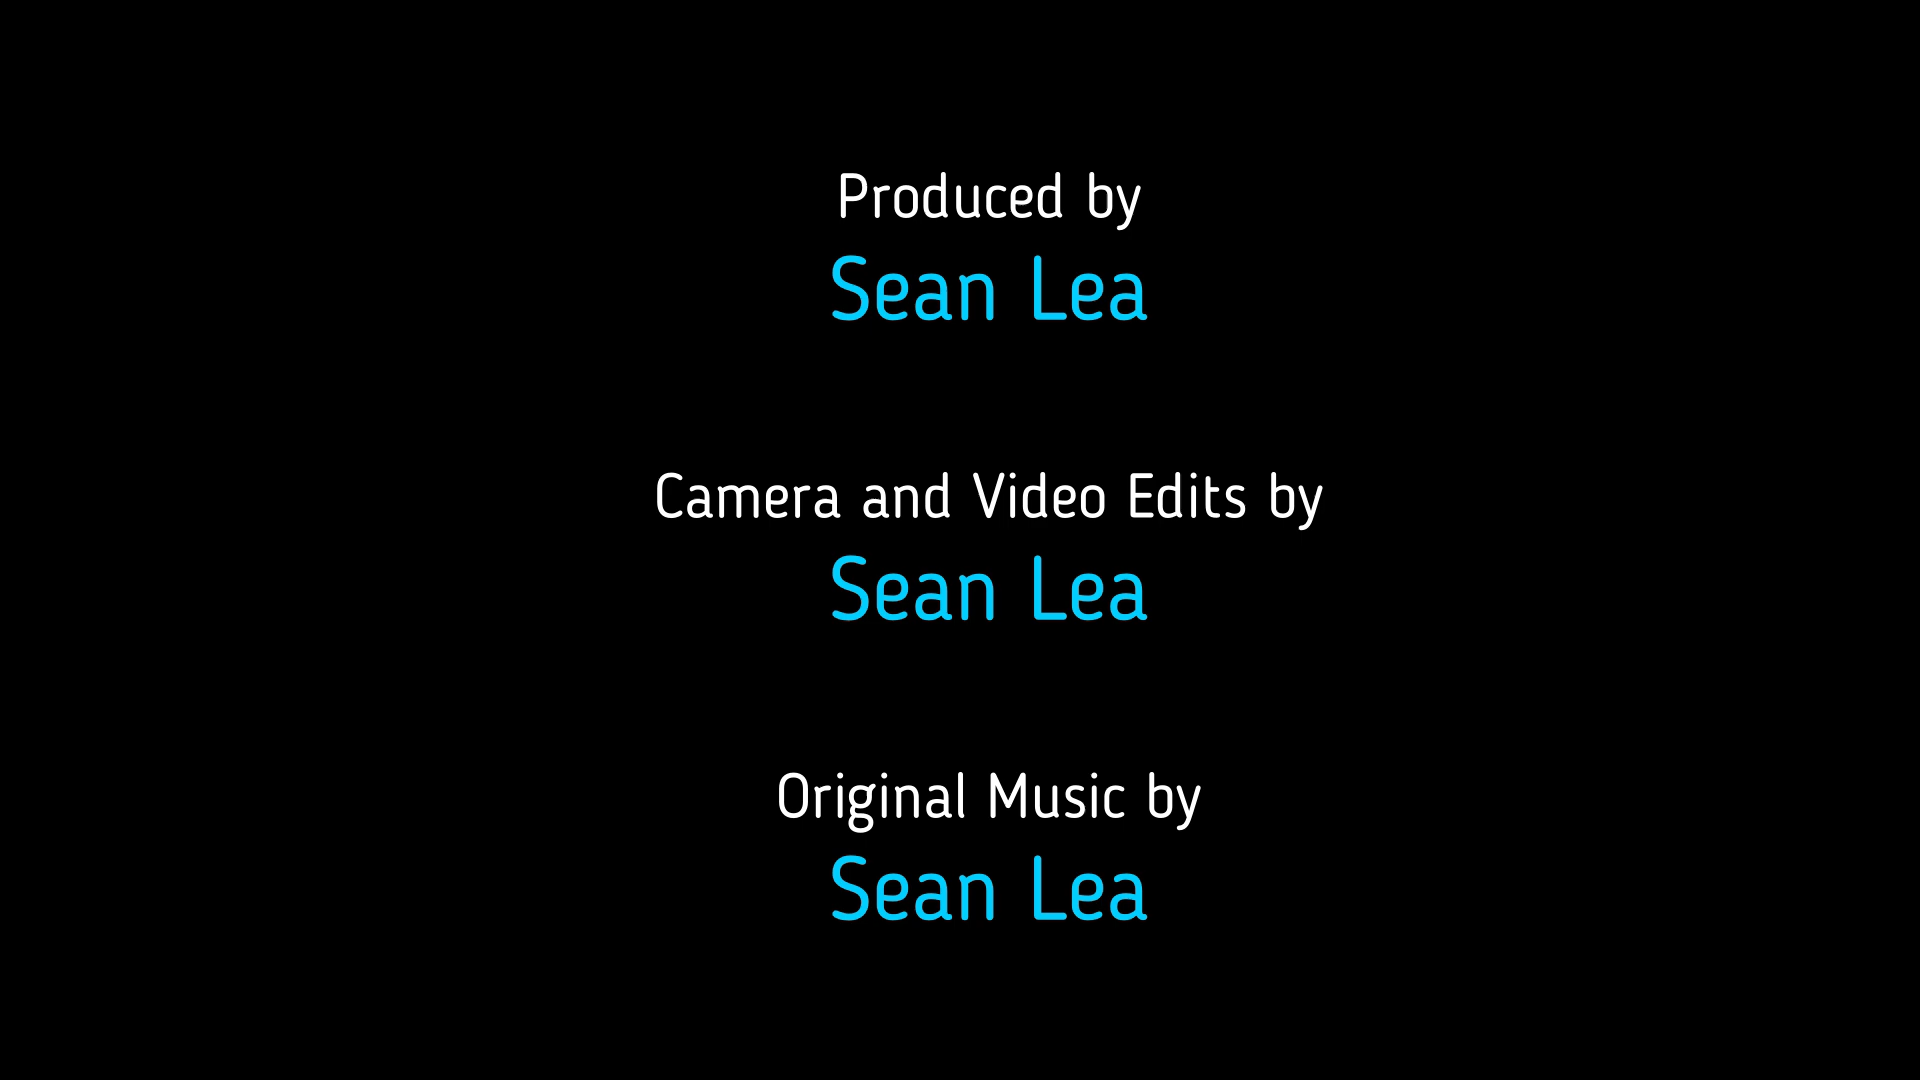 Produced by
Sean Lea
Camera and Video Edits by
Sean Lea
Original Music by
Sean Lea